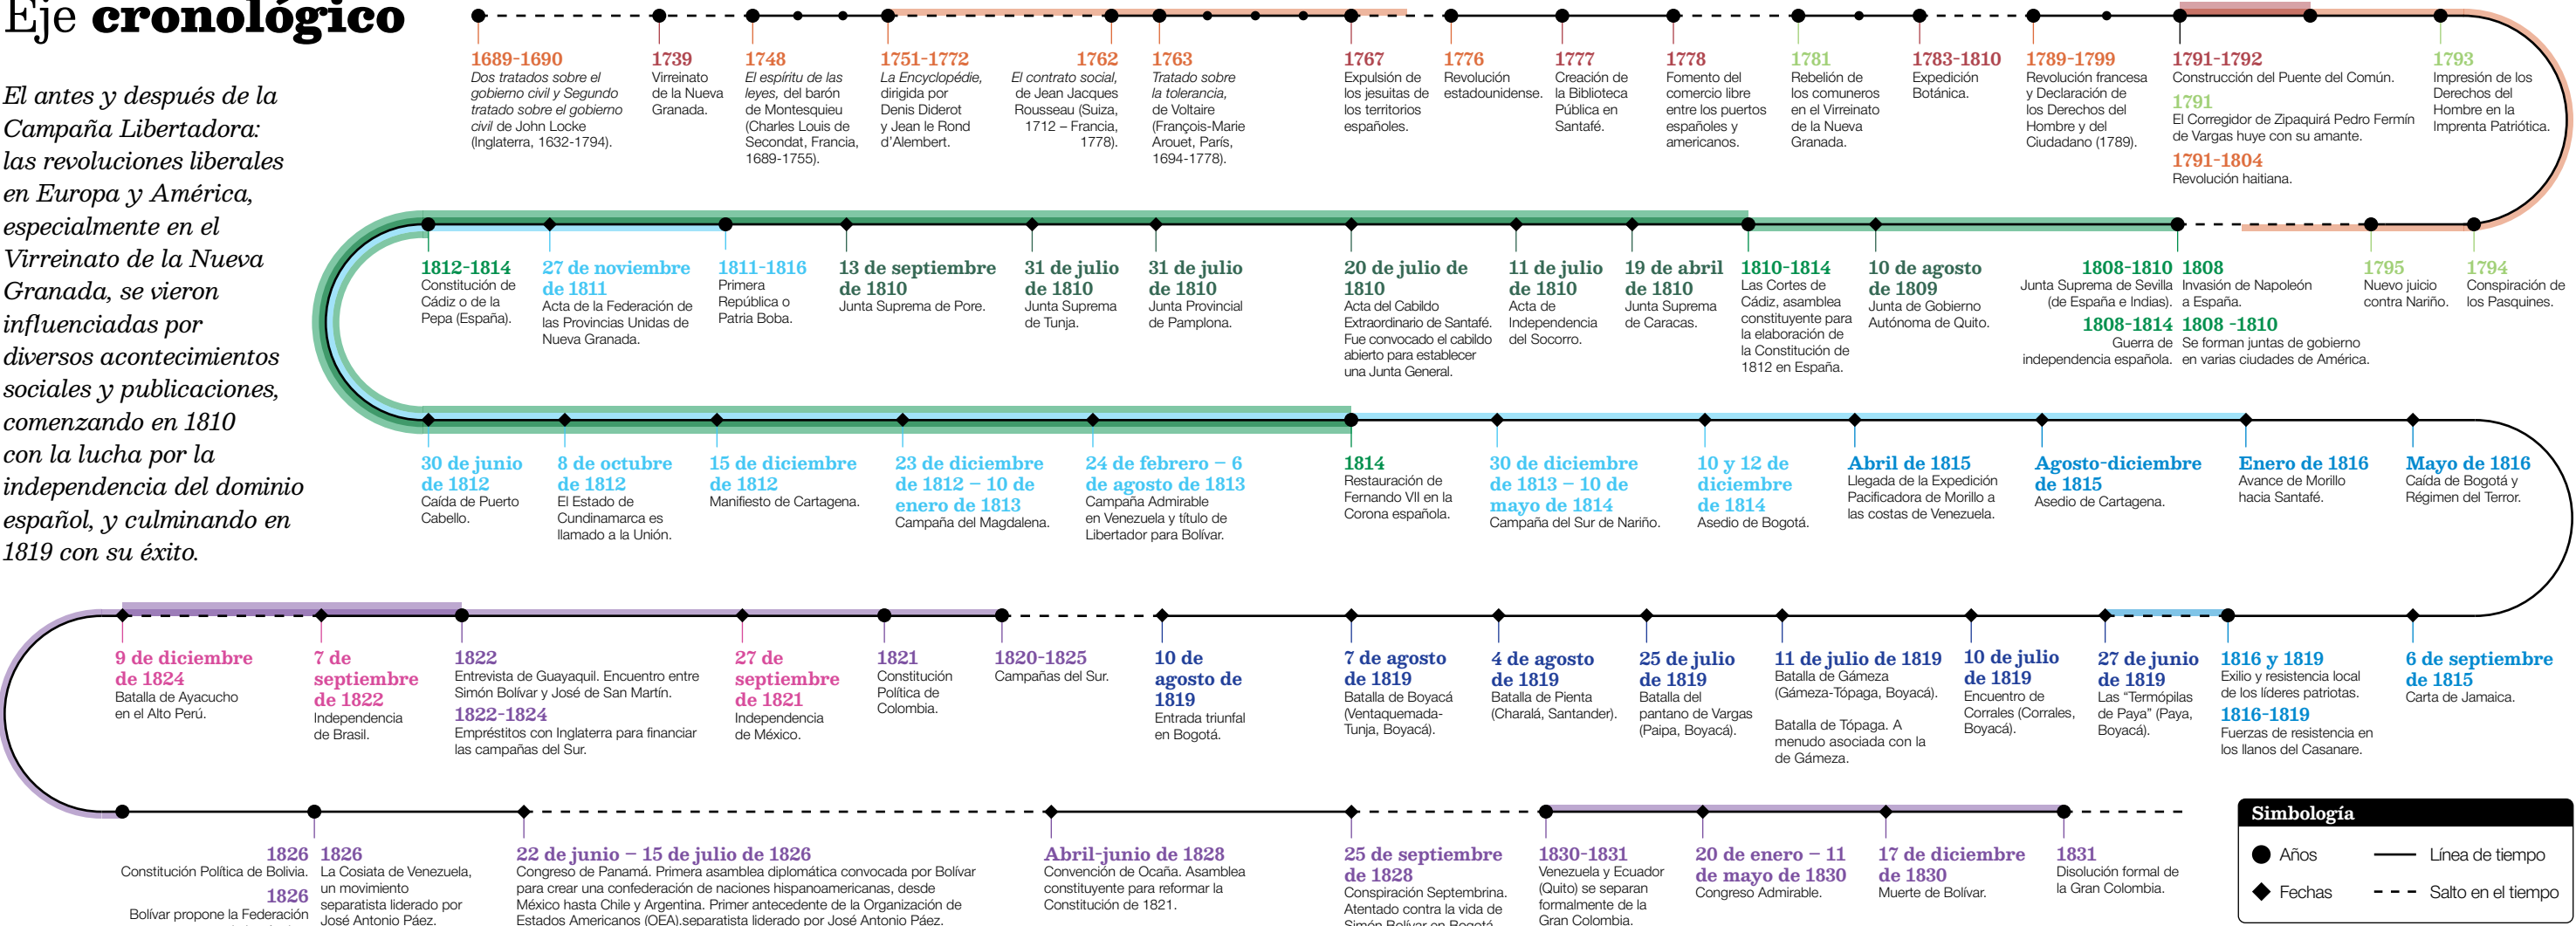 Eje cronológico
El antes y después de la
Campaña Libertadora:
las revoluciones liberales
en Europa y América,
especialmente en el
Virreinato de la Nueva
Granada, se vieron
influenciadas por
diversos acontecimientos
sociales y publicaciones,
comenzando en 1810
con la lucha por la
independencia del dominio
español, y culminando en
1819 con su éxito.
1689-1690
Dos tratados sobre el
gobierno civil y Segundo
tratado sobre el gobierno
civil de John Locke
(Inglaterra, 1632-1794).
1739
Virreinato
de la Nueva
Granada.
1748
El espíritu de las
leyes, del barón
de Montesquieu
(Charles Louis de
Secondat, Francia,
1689-1755).
1751-1772
La Encyclopédie,
dirigida por
Denis Diderot
y Jean le Rond
d’Alembert.
1762
El contrato social,
de Jean Jacques
Rousseau (Suiza,
1712 – Francia,
1778).
1763
Tratado sobre
la tolerancia,
de Voltaire
(François-Marie
Arouet, París,
1694-1778).
1767
Expulsión de
los jesuitas de
los territorios
españoles.
1776
Revolución
estadounidense.
1777
Creación de
la Biblioteca
Pública en
Santafé.
1778
Fomento del
comercio libre
entre los puertos
españoles y
americanos.
1781
Rebelión de
los comuneros
en el Virreinato
de la Nueva
Granada.
1783-1810
Expedición
Botánica.
1789-1799
Revolución francesa
y Declaración de
los Derechos del
Hombre y del
Ciudadano (1789).
1791-1792
Construcción del Puente del Común.
1791
El Corregidor de Zipaquirá Pedro Fermín
de Vargas huye con su amante.
1791-1804
Revolución haitiana.
1793
Impresión de los
Derechos del
Hombre en la
Imprenta Patriótica.
1812-1814
Constitución de
Cádiz o de la
Pepa (España).
27 de noviembre
de 1811
Acta de la Federación de
las Provincias Unidas de
Nueva Granada.
1811-1816
Primera
República o
Patria Boba.
13 de septiembre
de 1810
Junta Suprema de Pore.
31 de julio
de 1810
Junta Suprema
de Tunja.
31 de julio
de 1810
Junta Provincial
de Pamplona.
20 de julio de
1810
Acta del Cabildo
Extraordinario de Santafé.
Fue convocado el cabildo
abierto para establecer
una Junta General.
11 de julio
de 1810
Acta de
Independencia
del Socorro.
19 de abril
de 1810
Junta Suprema
de Caracas.
1810-1814
Las Cortes de
Cádiz, asamblea
constituyente para
la elaboración de
la Constitución de
1812 en España.
10 de agosto
de 1809
Junta de Gobierno
Autónoma de Quito.
1808-1810
Junta Suprema de Sevilla
(de España e Indias).
1808-1814
Guerra de
independencia española.
1808
Invasión de Napoleón
a España.
1808 -1810
Se forman juntas de gobierno
en varias ciudades de América.
1795
Nuevo juicio
contra Nariño.
1794
Conspiración de
los Pasquines.
30 de junio
de 1812
Caída de Puerto
Cabello.
8 de octubre
de 1812
El Estado de
Cundinamarca es
llamado a la Unión.
15 de diciembre
de 1812
Manifiesto de Cartagena.
23 de diciembre
de 1812 – 10 de
enero de 1813
Campaña del Magdalena.
24 de febrero – 6
de agosto de 1813
Campaña Admirable
en Venezuela y título de
Libertador para Bolívar.
1814
Restauración de
Fernando VII en la
Corona española.
30 de diciembre
de 1813 – 10 de
mayo de 1814
Campaña del Sur de Nariño.
10 y 12 de
diciembre
de 1814
Asedio de Bogotá.
Abril de 1815
Llegada de la Expedición
Pacificadora de Morillo a
las costas de Venezuela.
Agosto-diciembre
de 1815
Asedio de Cartagena.
Enero de 1816
Avance de Morillo
hacia Santafé.
Mayo de 1816
Caída de Bogotá y
Régimen del Terror.
9 de diciembre
de 1824
Batalla de Ayacucho
en el Alto Perú.
7 de
septiembre
de 1822
Independencia
de Brasil.
1822
Entrevista de Guayaquil. Encuentro entre
Simón Bolívar y José de San Martín.
1822-1824
Empréstitos con Inglaterra para financiar
las campañas del Sur.
27 de
septiembre
de 1821
Independencia
de México.
1821
Constitución
Política de
Colombia.
1820-1825
Campañas del Sur.
10 de
agosto de
1819
Entrada triunfal
en Bogotá.
7 de agosto
de 1819
Batalla de Boyacá
(Ventaquemada-
Tunja, Boyacá).
4 de agosto
de 1819
Batalla de Pienta
(Charalá, Santander).
25 de julio
de 1819
Batalla del
pantano de Vargas
(Paipa, Boyacá).
11 de julio de 1819
Batalla de Gámeza
(Gámeza-Tópaga, Boyacá).
Batalla de Tópaga. A
menudo asociada con la
de Gámeza.
10 de julio
de 1819
Encuentro de
Corrales (Corrales,
Boyacá).
27 de junio
de 1819
Las “Termópilas
de Paya” (Paya,
Boyacá).
1816 y 1819
Exilio y resistencia local
de los líderes patriotas.
1816-1819
Fuerzas de resistencia en
los llanos del Casanare.
6 de septiembre
de 1815
Carta de Jamaica.
1826
Constitución Política de Bolivia.
1826
Bolívar propone la Federación
1826
La Cosiata de Venezuela,
un movimiento
separatista liderado por
José Antonio Páez.
22 de junio – 15 de julio de 1826
Congreso de Panamá. Primera asamblea diplomática convocada por Bolívar
para crear una confederación de naciones hispanoamericanas, desde
México hasta Chile y Argentina. Primer antecedente de la Organización de
Estados Americanos (OEA).separatista liderado por José Antonio Páez.
Abril-junio de 1828
Convención de Ocaña. Asamblea
constituyente para reformar la
Constitución de 1821.
25 de septiembre
de 1828
Conspiración Septembrina.
Atentado contra la vida de
Simón Bolívar en Bogotá
1830-1831
Venezuela y Ecuador
(Quito) se separan
formalmente de la
Gran Colombia.
20 de enero – 11
de mayo de 1830
Congreso Admirable.
17 de diciembre
de 1830
Muerte de Bolívar.
1831
Disolución formal de
la Gran Colombia.
Simbología
Años
Línea de tiempo
Fechas
Salto en el tiempo